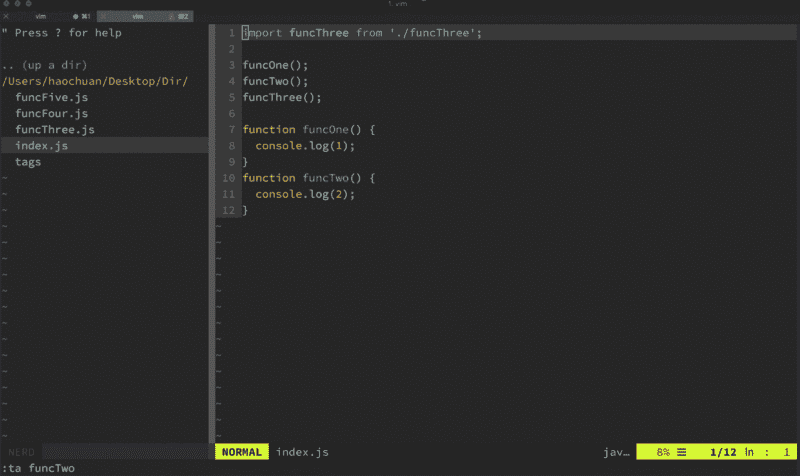 1. vim
vim ⌘1
vim ⌘2
" Press ? for help
.. (up a dir)
/Users/haochuan/Desktop/Dir/
funcFive.js
funcFour.js
funcThree.js
index.js
tags
1 import funcThree from './funcThree';
2
3 funcOne();
4 funcTwo();
5 funcThree();
6
7 function funcOne() {
8   console.log(1);
9 }
10 function funcTwo() {
11   console.log(2);
12 }
NERD
NORMAL index.js jav… 8% ☰ 1/12 ln : 1
:ta funcTwo